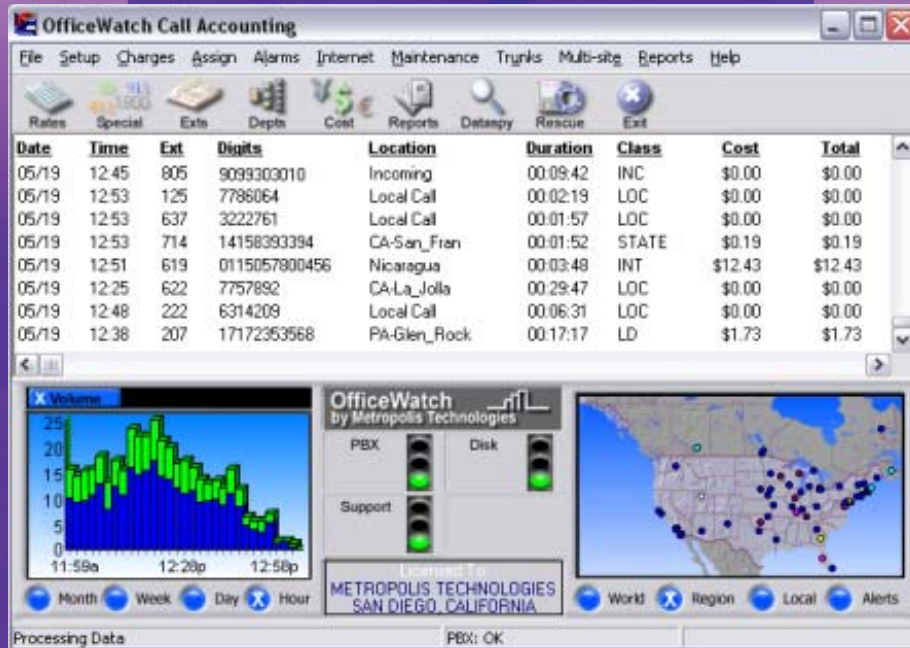 OfficeWatch Call Accounting
File Setup Charges Assign Alarms Internet Maintenance Trunks Multi-site Reports Help
Rates Special Exts Depts Cost Reports Dataspy Rescue Exit
Date Time Ext Digits Location Duration Class Cost Total
05/19 12:45 805 9099303010 Incoming 00:09:42 INC $0.00 $0.00
05/19 12:53 125 7786064 Local Call 00:02:19 LOC $0.00 $0.00
05/19 12:53 637 3222761 Local Call 00:01:57 LOC $0.00 $0.00
05/19 12:53 714 14158393394 CA-San_Fran 00:01:52 STATE $0.19 $0.19
05/19 12:51 619 0115057800456 Nicaragua 00:03:48 INT $12.43 $12.43
05/19 12:25 622 7757892 CA-La_Jolla 00:29:47 LOC $0.00 $0.00
05/19 12:48 222 6314209 Local Call 00:06:31 LOC $0.00 $0.00
05/19 12:38 207 17172353568 PA-Glen_Rock 00:17:17 LD $1.73 $1.73
X Volume
25
20
15
10
5
0
11:59a 12:28p 12:58p
Month Week Day X Hour
OfficeWatch
by Metropolis Technologies
PBX Disk
Support
Licensed To
METROPOLIS TECHNOLOGIES
SAN DIEGO, CALIFORNIA
World X Region Local Alerts
Processing Data PBX: OK